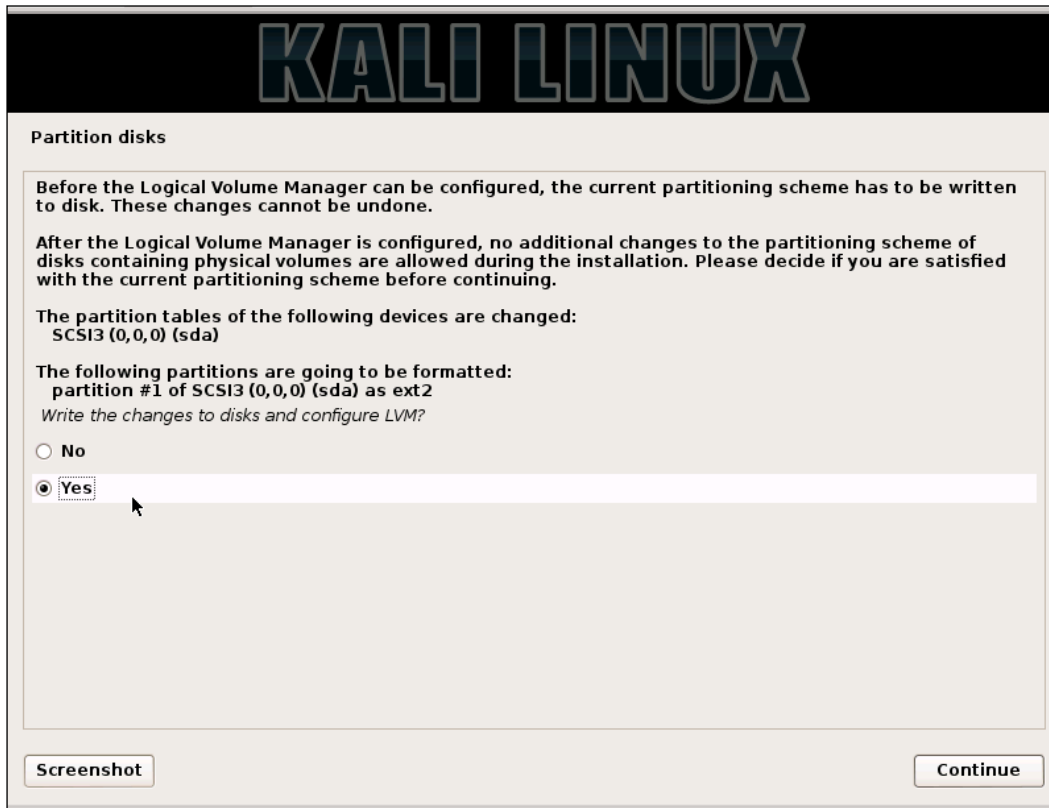 KALI LINUX
Partition disks
Before the Logical Volume Manager can be configured, the current partitioning scheme has to be written
to disk. These changes cannot be undone.
After the Logical Volume Manager is configured, no additional changes to the partitioning scheme of
disks containing physical volumes are allowed during the installation. Please decide if you are satisfied
with the current partitioning scheme before continuing.
The partition tables of the following devices are changed:
SCSI3 (0,0,0) (sda)
The following partitions are going to be formatted:
partition #1 of SCSI3 (0,0,0) (sda) as ext2
Write the changes to disks and configure LVM?
No
Yes
Screenshot
Continue